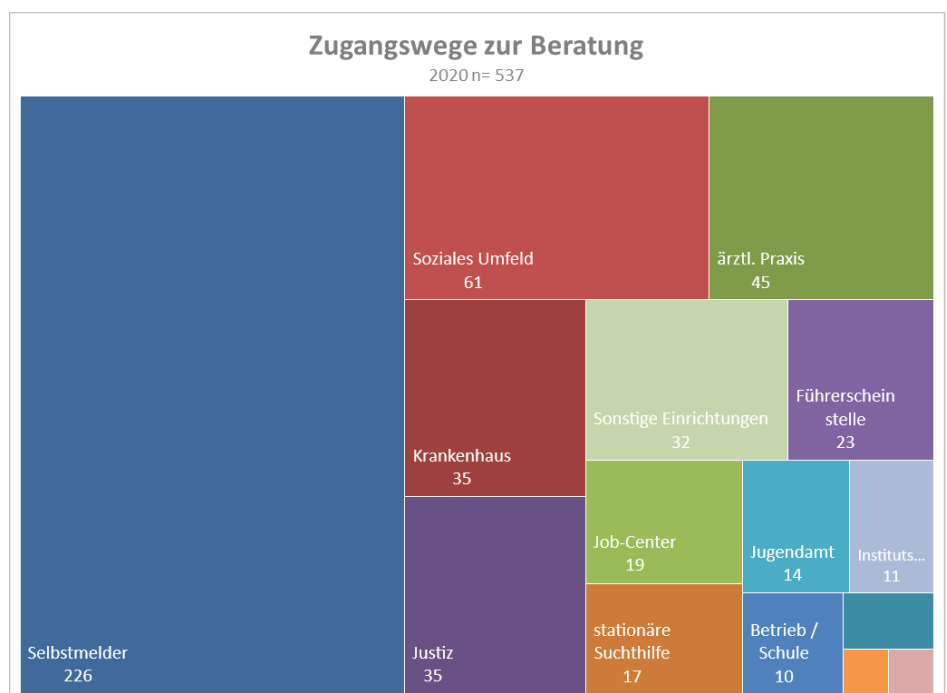 Zugangswege zur Beratung
2020 n= 537
Soziales Umfeld
61
ärztl. Praxis
45
Führerschein
stelle
23
Sonstige Einrichtungen
32
Krankenhaus
35
Job-Center
19
Jugendamt
14
Instituts...
11
stationäre
Suchthilfe
17
Betrieb /
Schule
10
Selbstmelder
226
Justiz
35